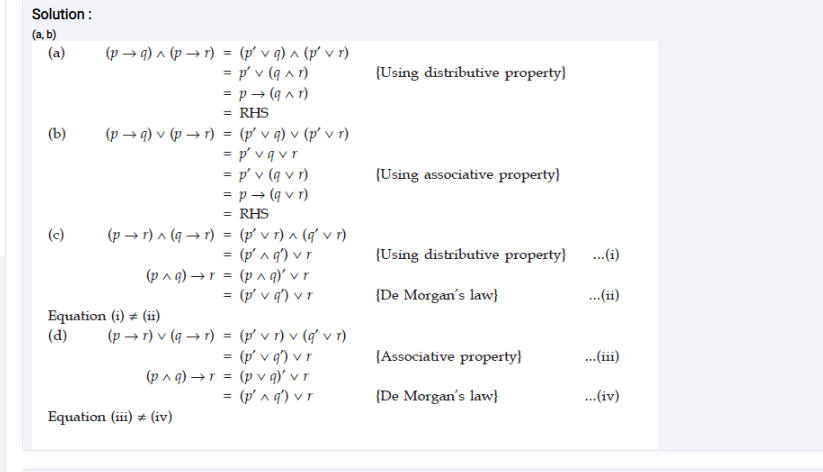 Solution :
(a, b)
(a) (p → q) ∧ (p → r) = (p′ ∨ q) ∧ (p′ ∨ r)
= p′ ∨ (q ∧ r) {Using distributive property}
= p → (q ∧ r)
= RHS
(b) (p → q) ∨ (p → r) = (p′ ∨ q) ∨ (p′ ∨ r)
= p′ ∨ q ∨ r
= p′ ∨ (q ∨ r) {Using associative property}
= p → (q ∨ r)
= RHS
(c) (p → r) ∧ (q → r) = (p′ ∨ r) ∧ (q′ ∨ r)
= (p′ ∧ q′) ∨ r {Using distributive property} ...(i)
(p ∧ q) → r = (p ∧ q)′ ∨ r
= (p′ ∨ q′) ∨ r {De Morgan′s law} ...(ii)
Equation (i) ≠ (ii)
(d) (p → r) ∨ (q → r) = (p′ ∨ r) ∨ (q′ ∨ r)
= (p′ ∨ q′) ∨ r {Associative property} ...(iii)
(p ∧ q) → r = (p ∨ q)′ ∨ r
= (p′ ∧ q′) ∨ r {De Morgan′s law} ...(iv)
Equation (iii) ≠ (iv)